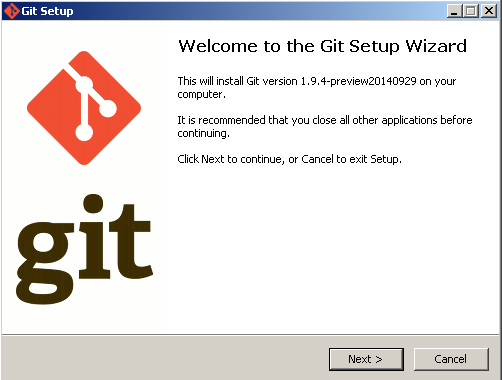 Git Setup
Welcome to the Git Setup Wizard
This will install Git version 1.9.4-preview20140929 on your
computer.
It is recommended that you close all other applications before
continuing.
Click Next to continue, or Cancel to exit Setup.
git
Next >
Cancel